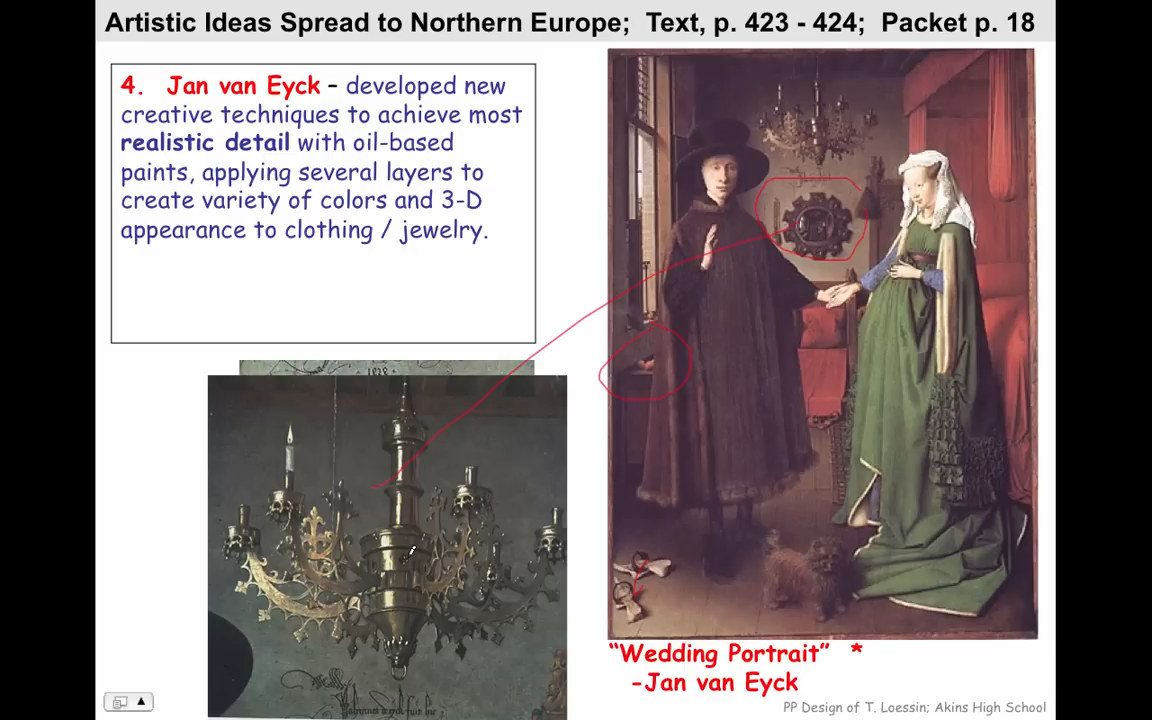 Artistic Ideas Spread to Northern Europe;  Text, p. 423 - 424;  Packet p. 18
4.  Jan van Eyck – developed new
creative techniques to achieve most
realistic detail with oil-based
paints, applying several layers to
create variety of colors and 3-D
appearance to clothing / jewelry.
“Wedding Portrait”  *
-Jan van Eyck
PP Design of T. Loessin; Akins High School